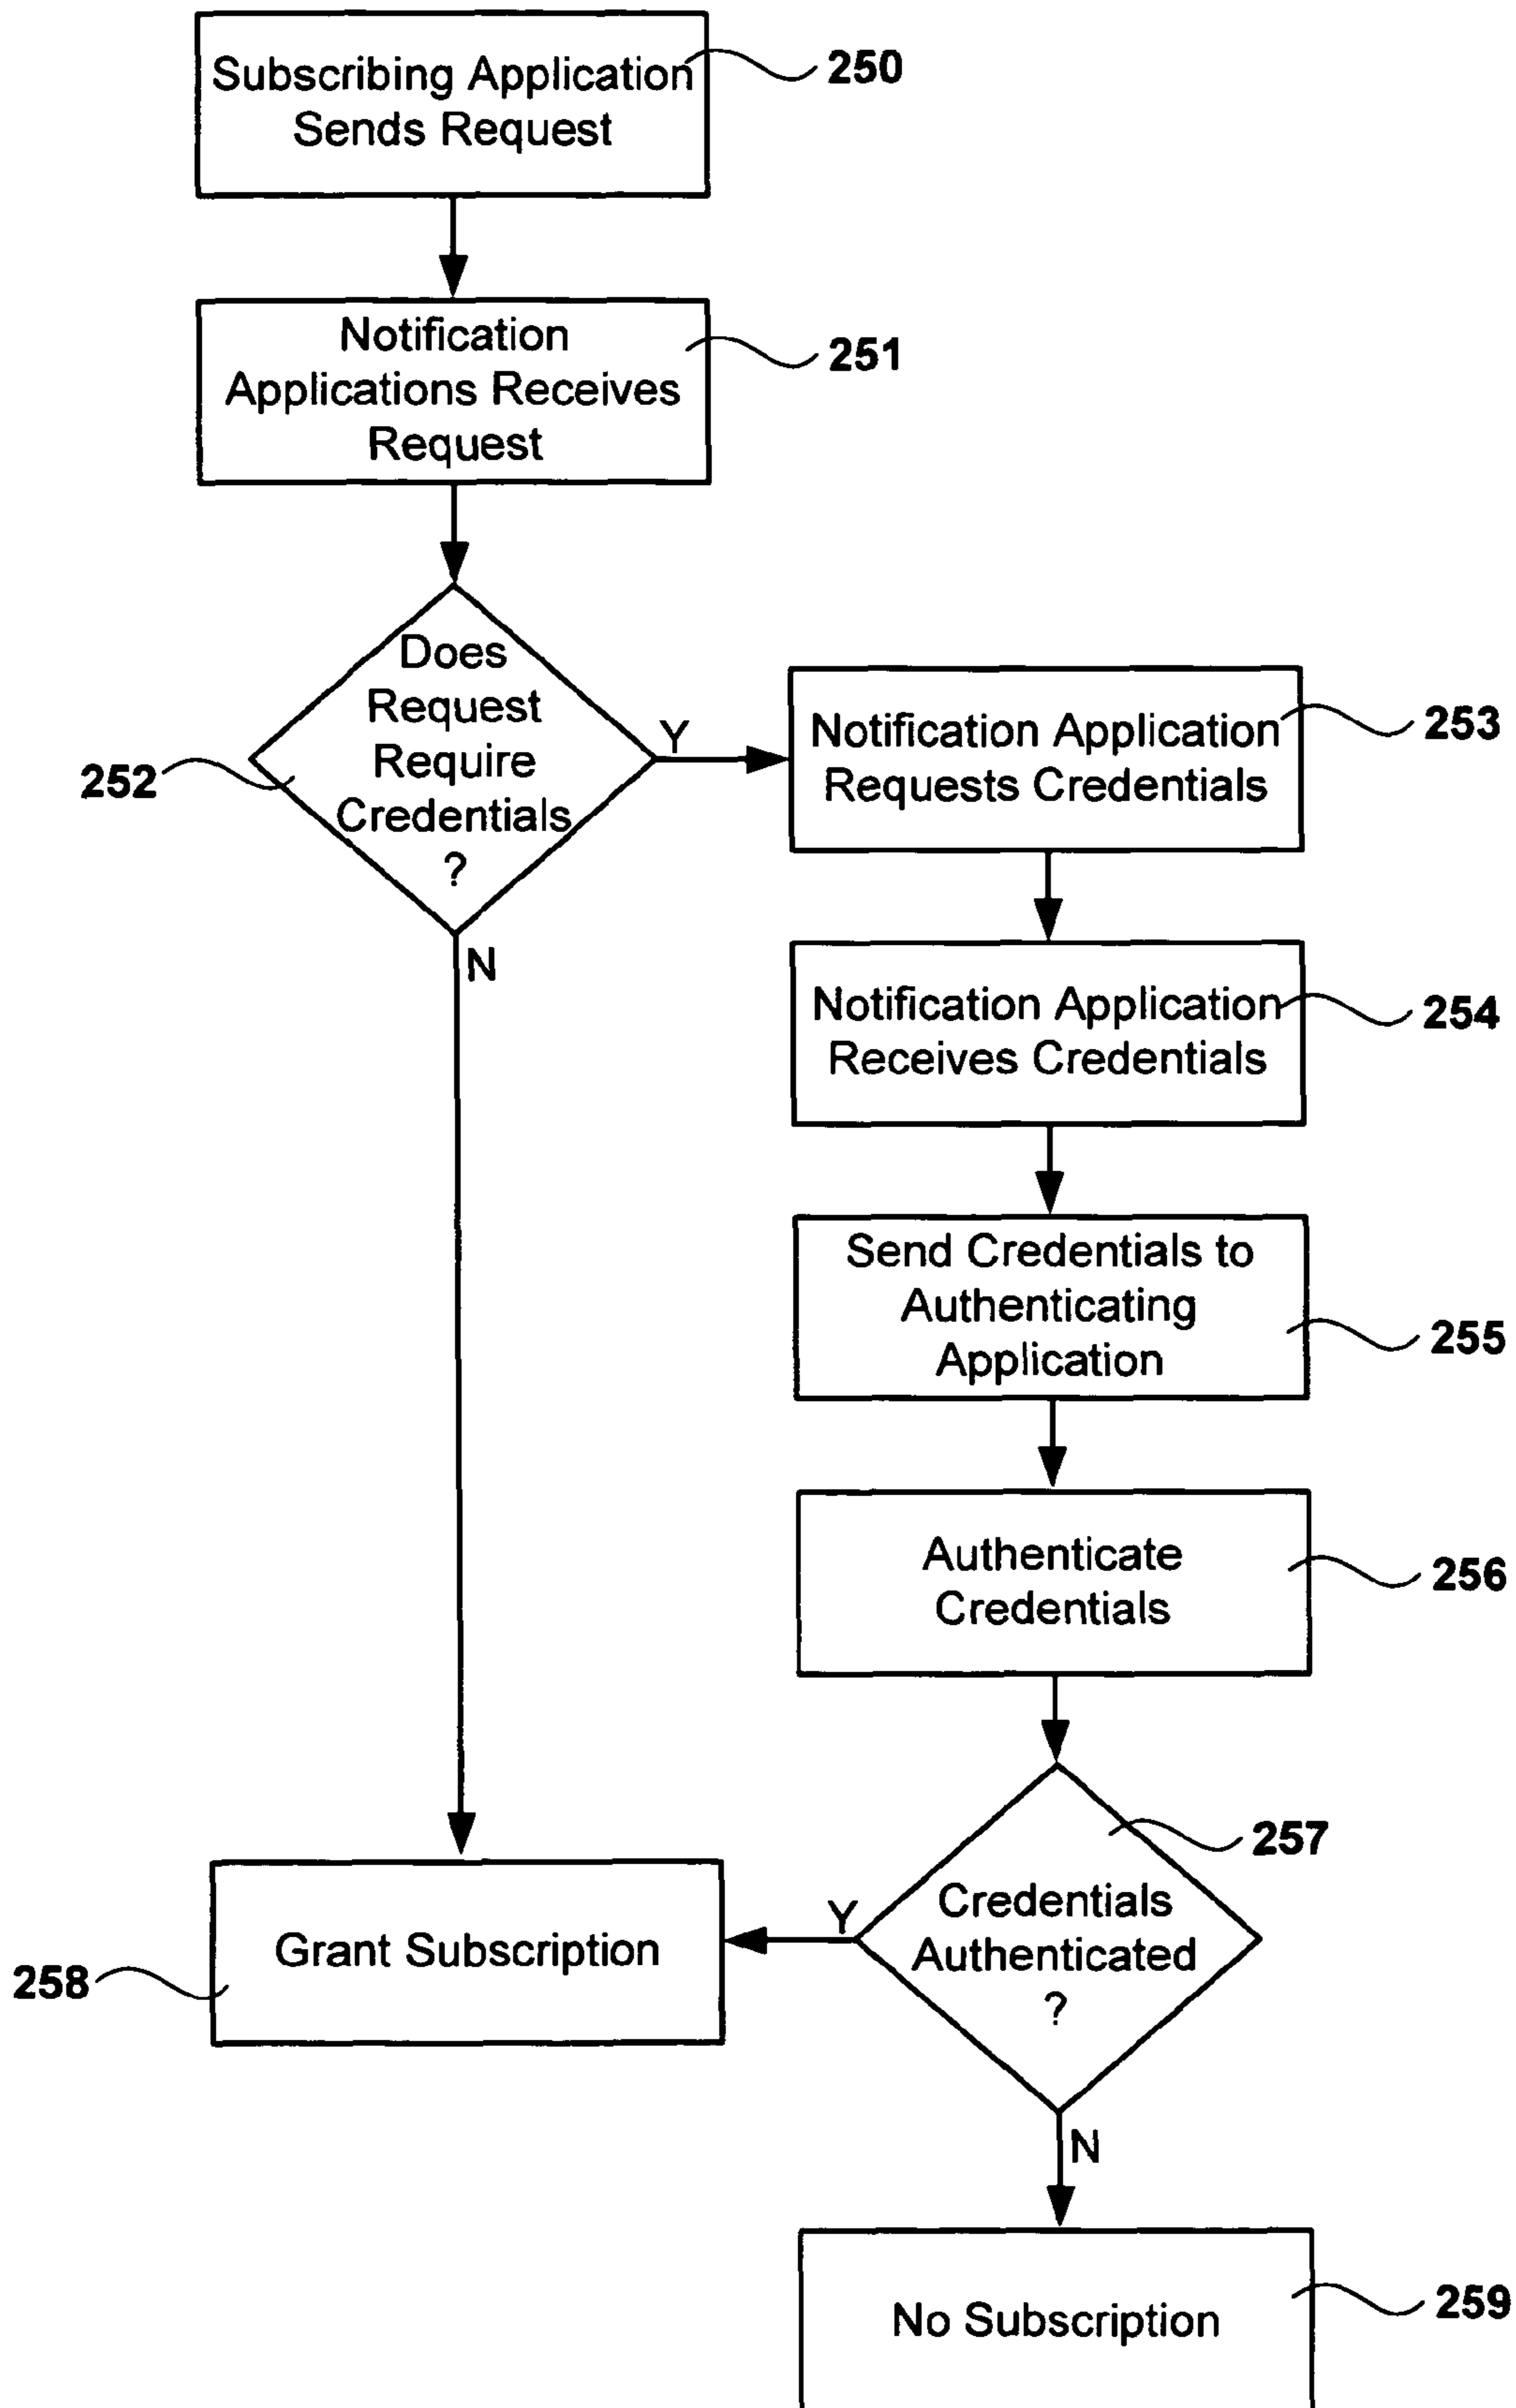 Subscribing Application
Sends Request
250
Notification
Applications Receives
Request
251
Does
Request
Require
Credentials
?
252
Y
N
Notification Application
Requests Credentials
253
Notification Application
Receives Credentials
254
Send Credentials to
Authenticating
Application
255
Authenticate
Credentials
256
257
Credentials
Authenticated
?
Y
N
Grant Subscription
258
No Subscription
259